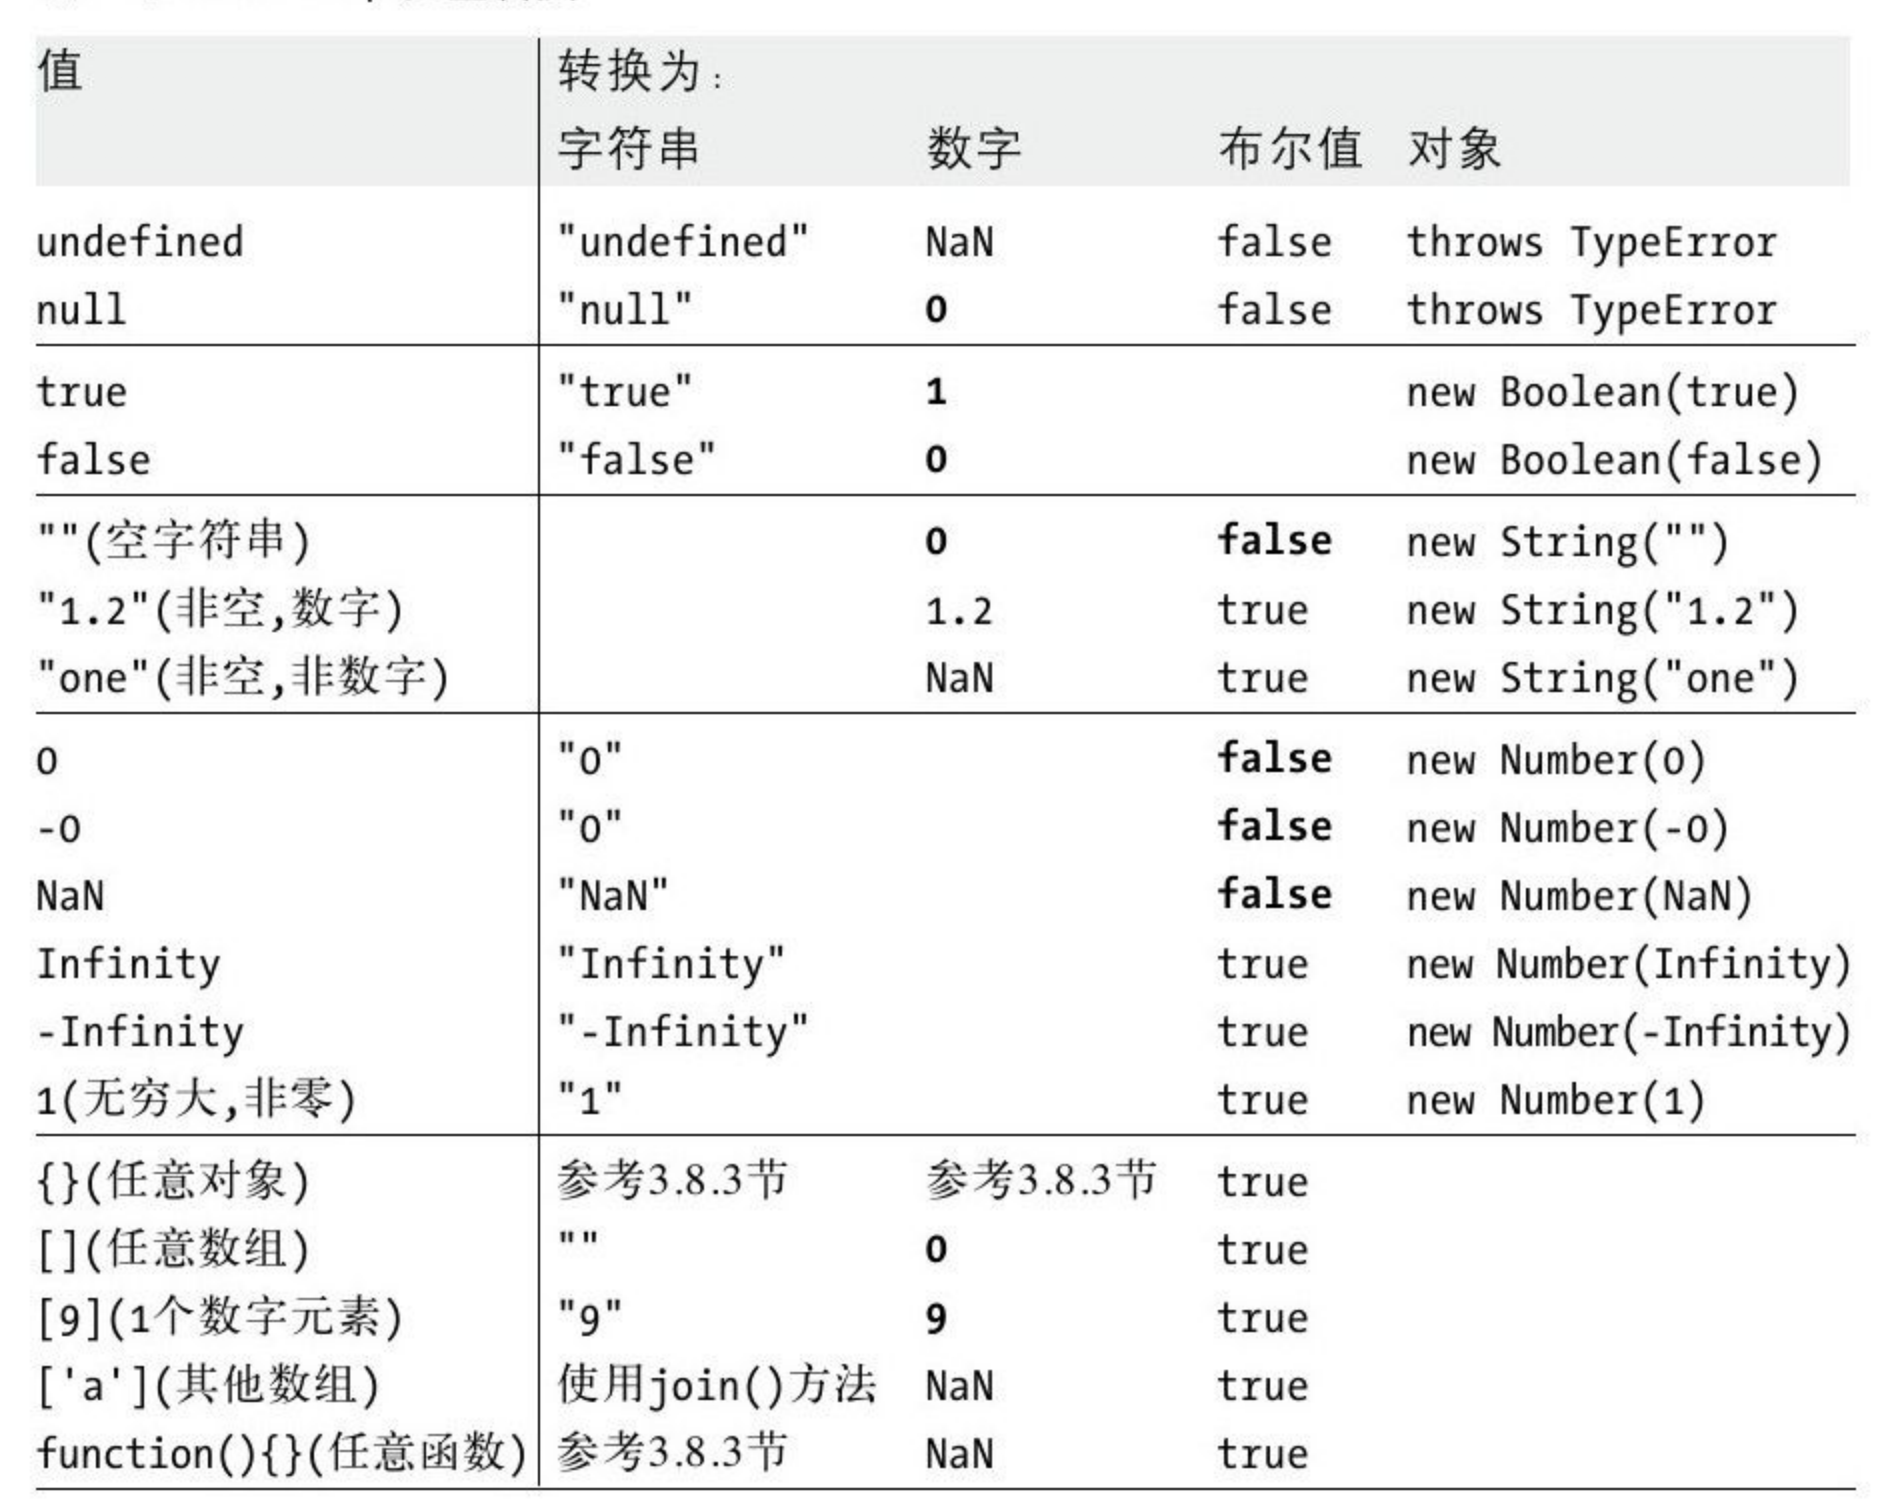 值 转换为:
字符串 数字 布尔值 对象
undefined "undefined" NaN false throws TypeError
null "null" 0 false throws TypeError
true "true" 1 new Boolean(true)
false "false" 0 new Boolean(false)
""(空字符串) 0 false new String("")
"1.2"(非空,数字) 1.2 true new String("1.2")
"one"(非空,非数字) NaN true new String("one")
0 "0" false new Number(0)
-0 "0" false new Number(-0)
NaN "NaN" false new Number(NaN)
Infinity "Infinity" true new Number(Infinity)
-Infinity "-Infinity" true new Number(-Infinity)
1(无穷大,非零) "1" true new Number(1)
{}(任意对象) 参考3.8.3节 参考3.8.3节 true
[](任意数组) "" 0 true
[9](1个数字元素) "9" 9 true
['a'](其他数组) 使用join()方法 NaN true
function(){}(任意函数) 参考3.8.3节 NaN true